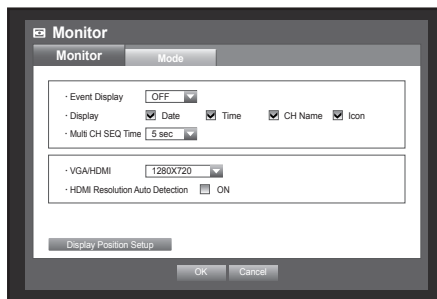 Monitor
Monitor Mode
· Event Display OFF
· Display Date Time CH Name Icon
· Multi CH SEQ Time 5 sec
· VGA/HDMI 1280X720
· HDMI Resolution Auto Detection ON
Display Position Setup
OK Cancel